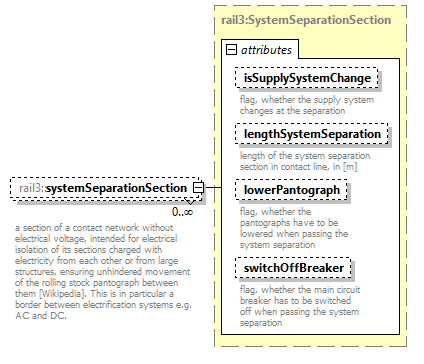 rail3:SystemSeparationSection
attributes
isSupplySystemChange
flag, whether the supply system
changes at the separation
lengthSystemSeparation
length of the system separation
section in contact line, in [m]
rail3:systemSeparationSection
0..∞
lowerPantograph
flag, whether the
pantographs have to be
lowered when passing the
system separation
switchOffBreaker
flag, whether the main circuit
breaker has to be switched
off when passing the system
separation
a section of a contact network without
electrical voltage, intended for electrical
isolation of its sections charged with
electricity from each other or from large
structures, ensuring unhindered movement
of the rolling stock pantograph between
them [Wikipedia]. This is in particular a
border between electrification systems e.g.
AC and DC.